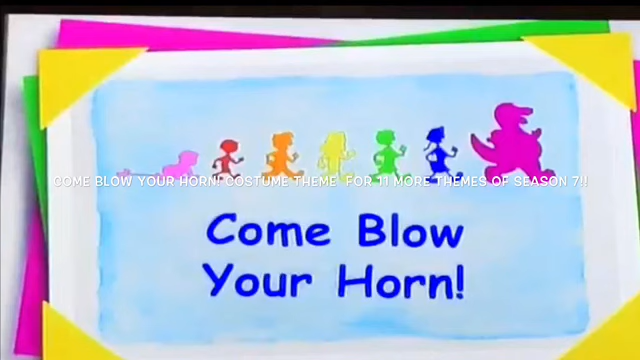 COME BLOW YOUR HORN! COSTUME THEME FOR 11 MORE THEMES OF SEASON 7!!
Come Blow
Your Horn!